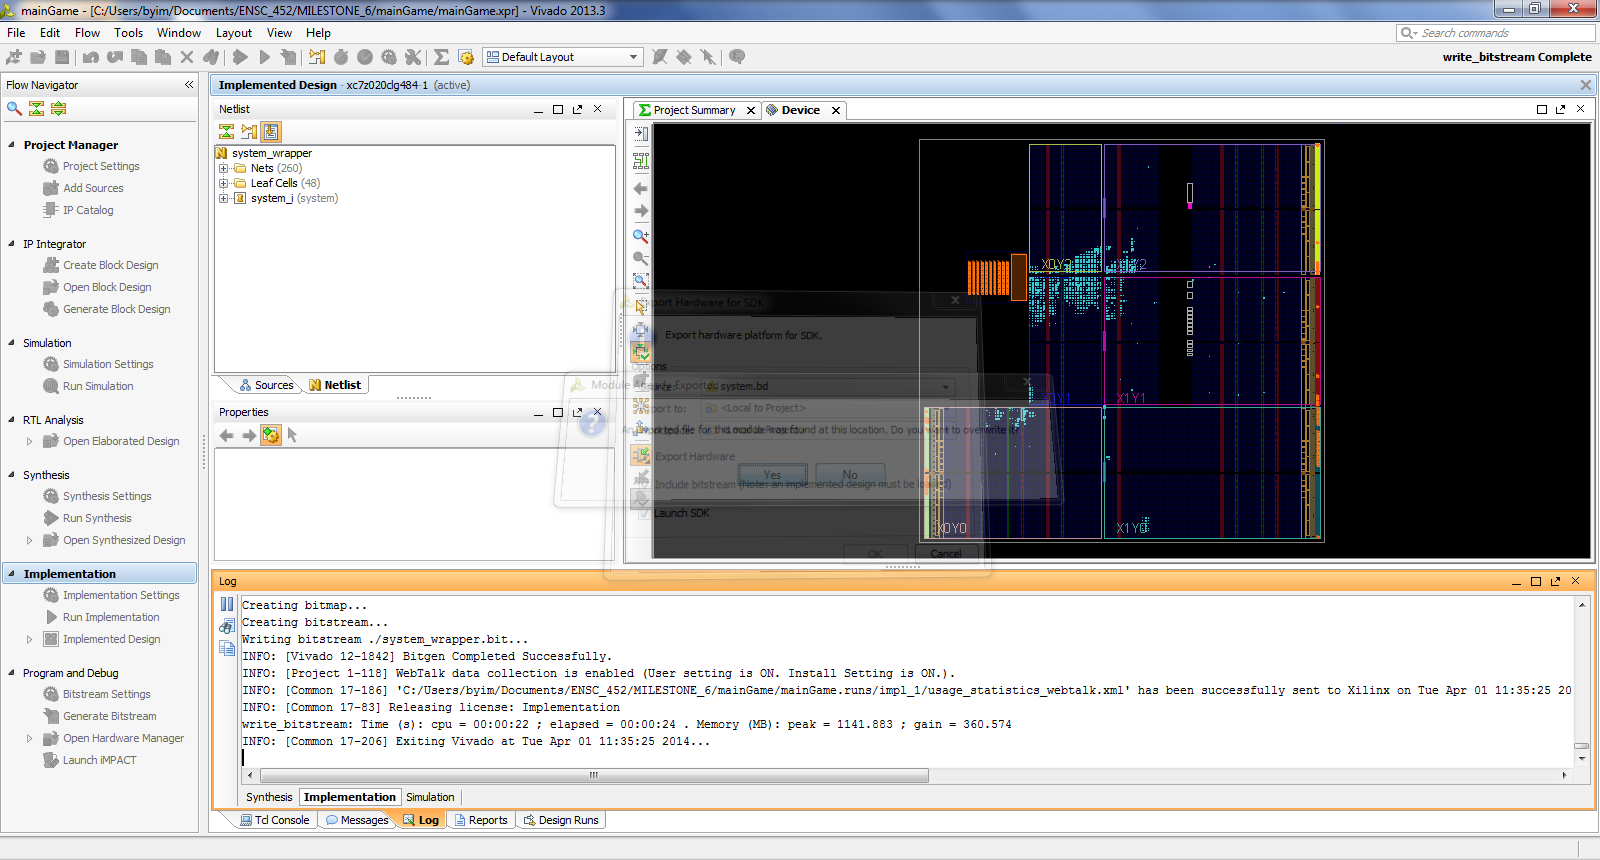 mainGame - [C:/Users/byim/Documents/ENSC_452/MILESTONE_6/mainGame/mainGame.xpr] - Vivado 2013.3
File Edit Flow Tools Window Layout View Help
Search commands
Default Layout
write_bitstream Complete
Flow Navigator
Project Manager
Project Settings
Add Sources
IP Catalog
IP Integrator
Create Block Design
Open Block Design
Generate Block Design
Simulation
Simulation Settings
Run Simulation
RTL Analysis
Open Elaborated Design
Synthesis
Synthesis Settings
Run Synthesis
Open Synthesized Design
Implementation
Implementation Settings
Run Implementation
Implemented Design
Program and Debug
Bitstream Settings
Generate Bitstream
Open Hardware Manager
Launch iMPACT
Implemented Design - xc7z020clg484-1 (active)
Netlist
system_wrapper
Nets (260)
Leaf Cells (48)
system_i (system)
Sources
Netlist
Properties
Project Summary
Device
X0Y2
X1Y2
X0Y1
X1Y1
X0Y0
X1Y0
Export Hardware for SDK
Export hardware platform for SDK.
Options
system.bd
<Local to Project>
Export Hardware
Include bitstream (Note: an implemented design must be loaded)
Launch SDK
OK
Cancel
Module Already Exported
An exported file for this module was found at this location. Do you want to overwrite it?
Yes
No
Log
Creating bitmap...
Creating bitstream...
Writing bitstream ./system_wrapper.bit...
INFO: [Vivado 12-1842] Bitgen Completed Successfully.
INFO: [Project 1-118] WebTalk data collection is enabled (User setting is ON. Install Setting is ON.).
INFO: [Common 17-186] 'C:/Users/byim/Documents/ENSC_452/MILESTONE_6/mainGame/mainGame.runs/impl_1/usage_statistics_webtalk.xml' has been successfully sent to Xilinx on Tue Apr 01 11:35:25 20
INFO: [Common 17-83] Releasing license: Implementation
write_bitstream: Time (s): cpu = 00:00:22 ; elapsed = 00:00:24 . Memory (MB): peak = 1141.883 ; gain = 360.574
INFO: [Common 17-206] Exiting Vivado at Tue Apr 01 11:35:25 2014...
Synthesis Implementation Simulation
Tcl Console Messages Log Reports Design Runs